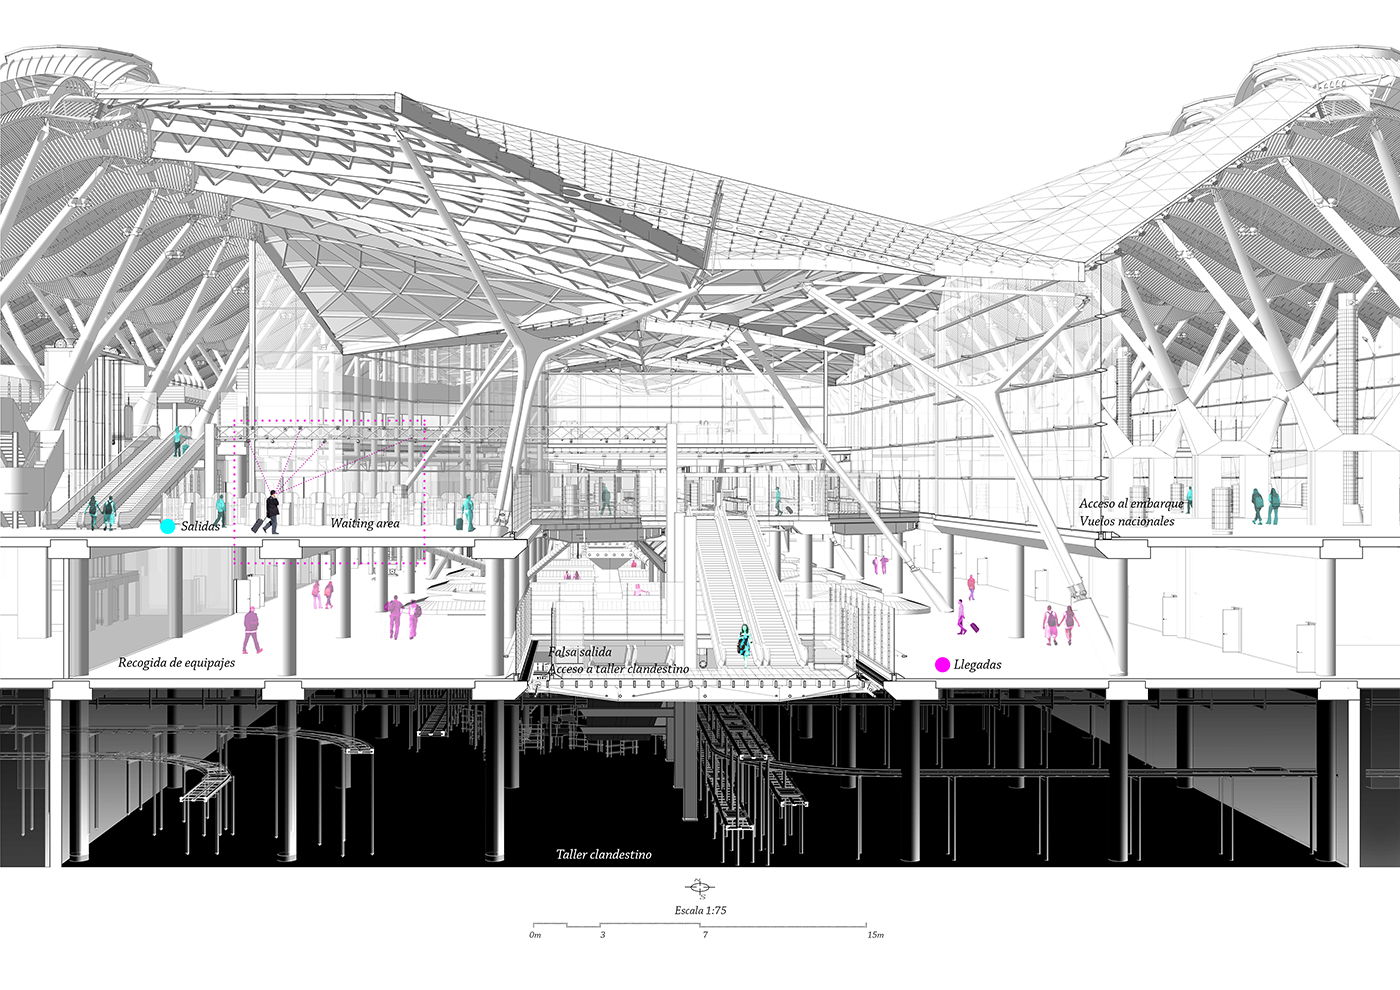 Salidas
Waiting area
Acceso al embarque
Vuelos nacionales
Recogida de equipajes
Falsa salida
Acceso a taller clandestino
Llegadas
Taller clandestino
N
S
Escala 1:75
0m 3 7 15m